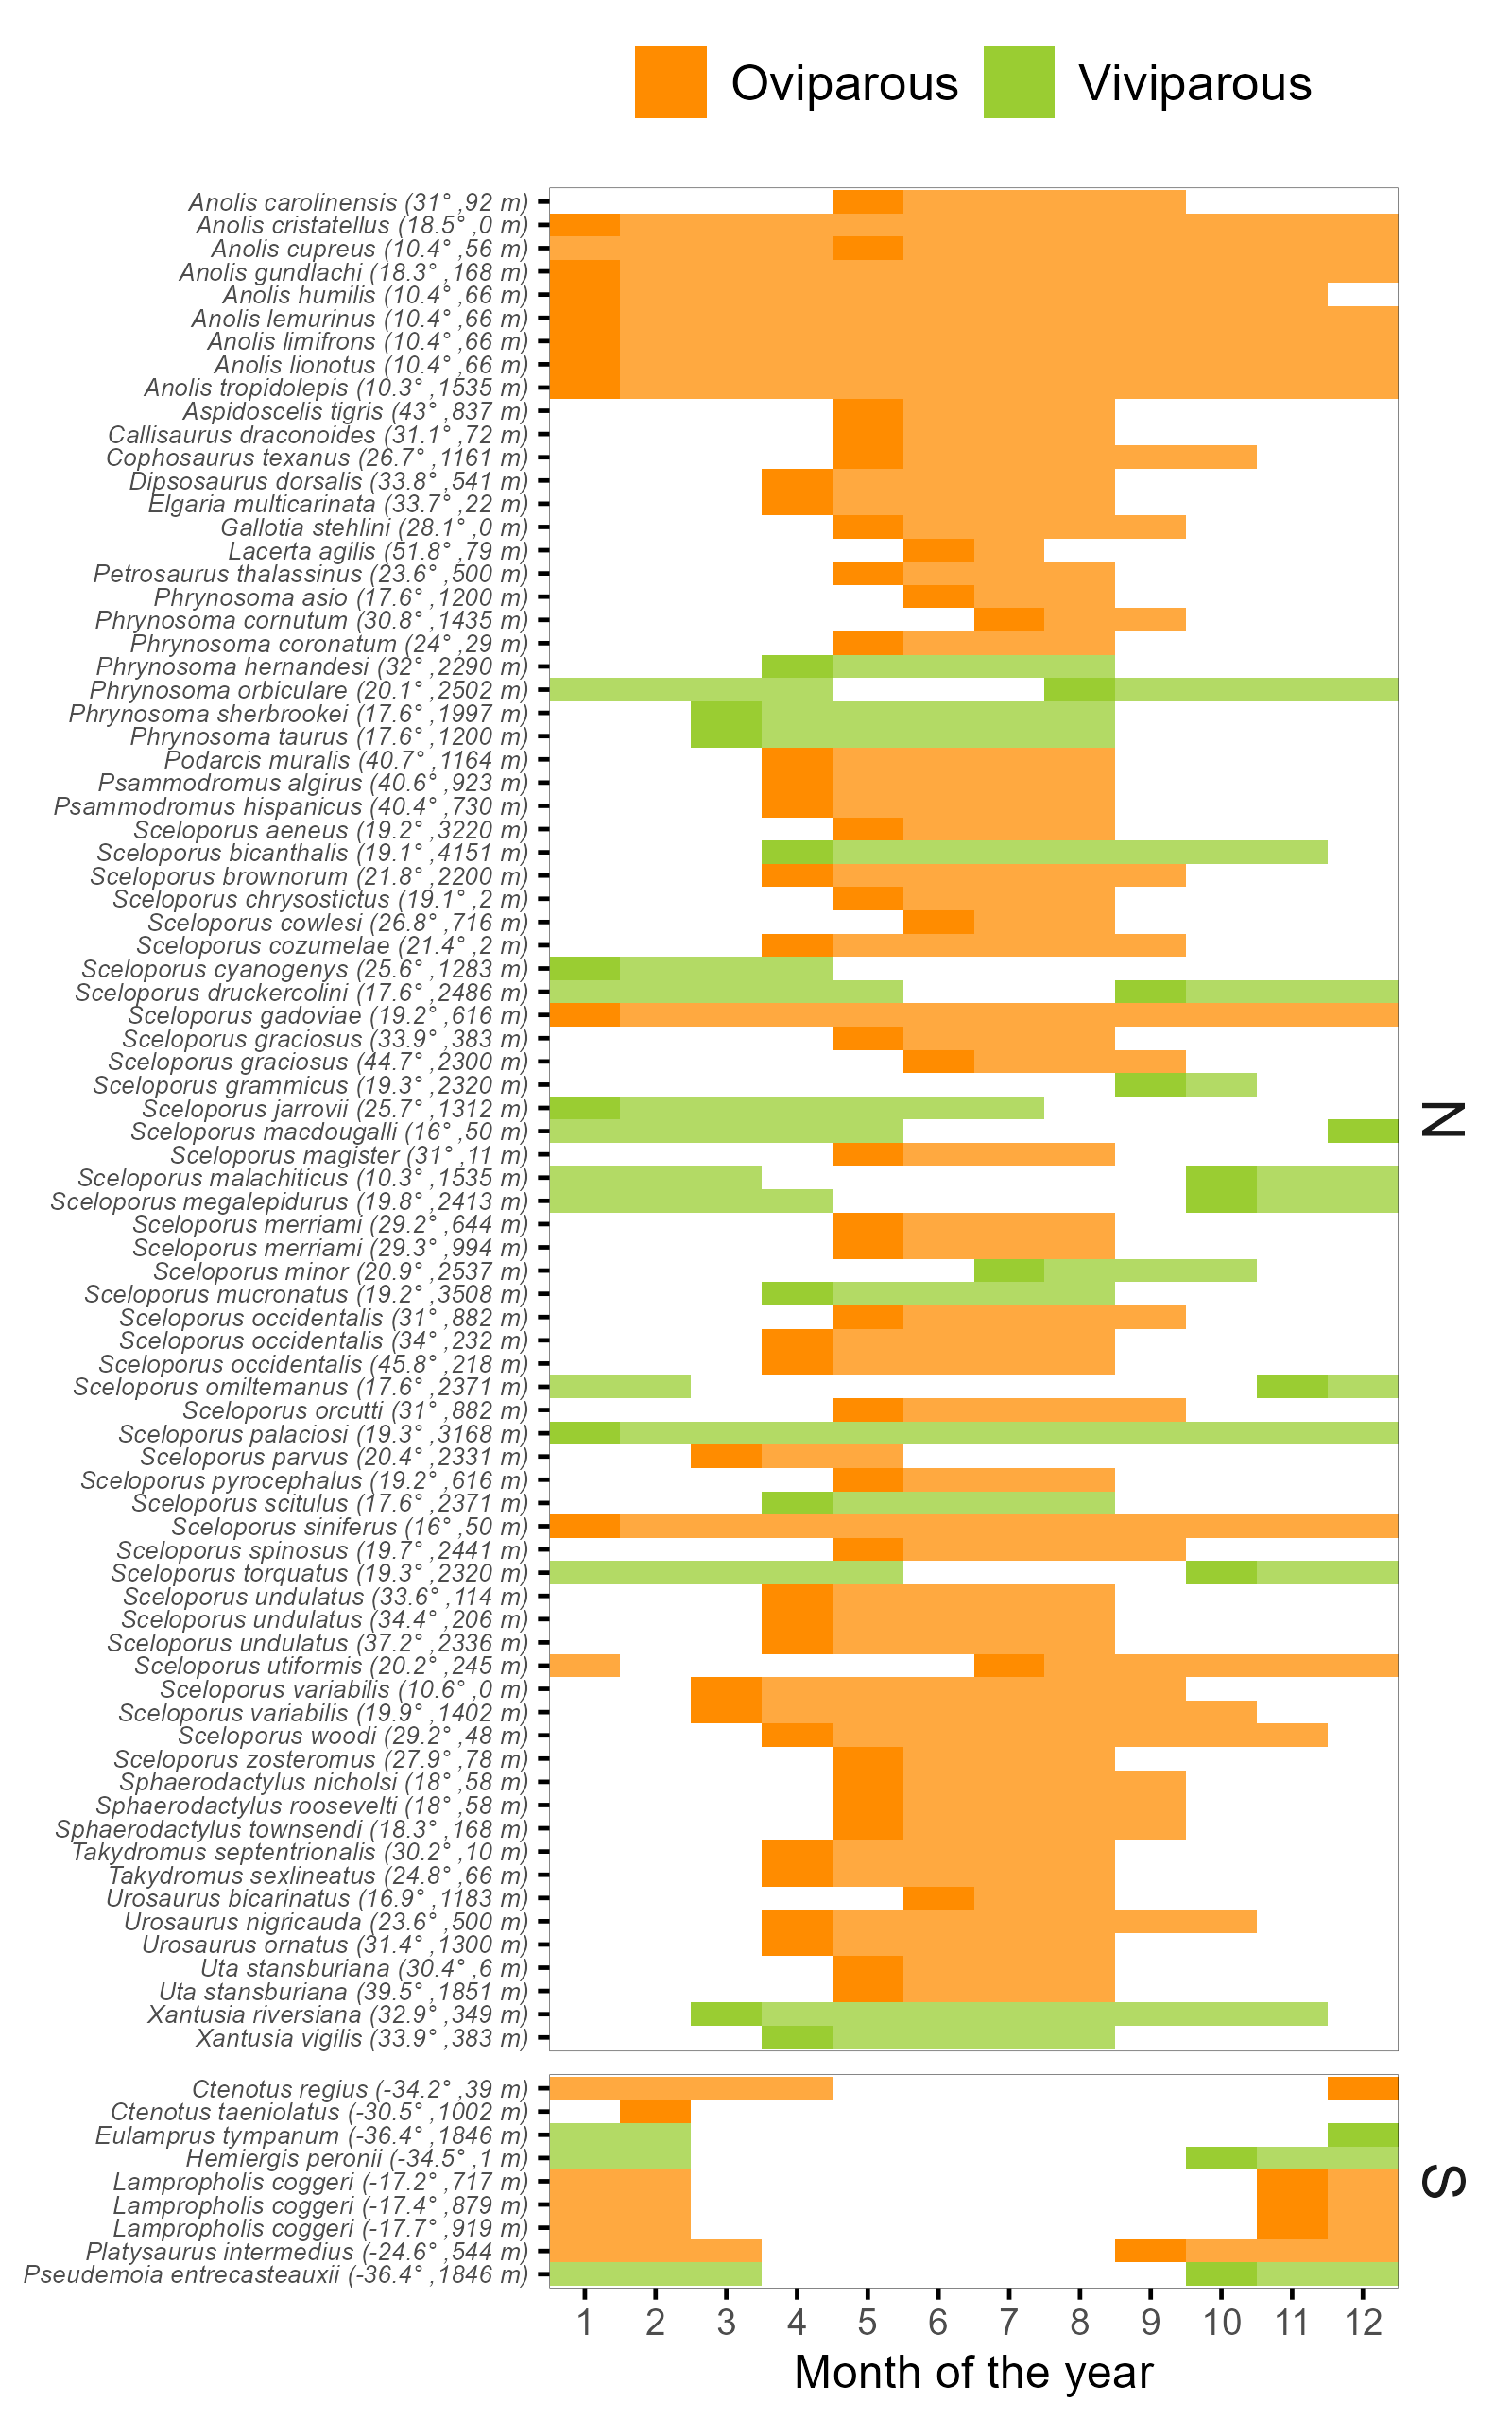 Oviparous Viviparous
Anolis carolinensis (31° ,92 m)
Anolis cristatellus (18.5° ,0 m)
Anolis cupreus (10.4° ,56 m)
Anolis gundlachi (18.3° ,168 m)
Anolis humilis (10.4° ,66 m)
Anolis lemurinus (10.4° ,66 m)
Anolis limifrons (10.4° ,66 m)
Anolis lionotus (10.4° ,66 m)
Anolis tropidolepis (10.3° ,1535 m)
Aspidoscelis tigris (43° ,837 m)
Callisaurus draconoides (31.1° ,72 m)
Cophosaurus texanus (26.7° ,1161 m)
Dipsosaurus dorsalis (33.8° ,541 m)
Elgaria multicarinata (33.7° ,22 m)
Gallotia stehlini (28.1° ,0 m)
Lacerta agilis (51.8° ,79 m)
Petrosaurus thalassinus (23.6° ,500 m)
Phrynosoma asio (17.6° ,1200 m)
Phrynosoma cornutum (30.8° ,1435 m)
Phrynosoma coronatum (24° ,29 m)
Phrynosoma hernandesi (32° ,2290 m)
Phrynosoma orbiculare (20.1° ,2502 m)
Phrynosoma sherbrookei (17.6° ,1997 m)
Phrynosoma taurus (17.6° ,1200 m)
Podarcis muralis (40.7° ,1164 m)
Psammodromus algirus (40.6° ,923 m)
Psammodromus hispanicus (40.4° ,730 m)
Sceloporus aeneus (19.2° ,3220 m)
Sceloporus bicanthalis (19.1° ,4151 m)
Sceloporus brownorum (21.8° ,2200 m)
Sceloporus chrysostictus (19.1° ,2 m)
Sceloporus cowlesi (26.8° ,716 m)
Sceloporus cozumelae (21.4° ,2 m)
Sceloporus cyanogenys (25.6° ,1283 m)
Sceloporus druckercolini (17.6° ,2486 m)
Sceloporus gadoviae (19.2° ,616 m)
Sceloporus graciosus (33.9° ,383 m)
Sceloporus graciosus (44.7° ,2300 m)
Sceloporus grammicus (19.3° ,2320 m)
Sceloporus jarrovii (25.7° ,1312 m)
Sceloporus macdougalli (16° ,50 m)
Sceloporus magister (31° ,11 m)
Sceloporus malachiticus (10.3° ,1535 m)
Sceloporus megalepidurus (19.8° ,2413 m)
Sceloporus merriami (29.2° ,644 m)
Sceloporus merriami (29.3° ,994 m)
Sceloporus minor (20.9° ,2537 m)
Sceloporus mucronatus (19.2° ,3508 m)
Sceloporus occidentalis (31° ,882 m)
Sceloporus occidentalis (34° ,232 m)
Sceloporus occidentalis (45.8° ,218 m)
Sceloporus omiltemanus (17.6° ,2371 m)
Sceloporus orcutti (31° ,882 m)
Sceloporus palaciosi (19.3° ,3168 m)
Sceloporus parvus (20.4° ,2331 m)
Sceloporus pyrocephalus (19.2° ,616 m)
Sceloporus scitulus (17.6° ,2371 m)
Sceloporus siniferus (16° ,50 m)
Sceloporus spinosus (19.7° ,2441 m)
Sceloporus torquatus (19.3° ,2320 m)
Sceloporus undulatus (33.6° ,114 m)
Sceloporus undulatus (34.4° ,206 m)
Sceloporus undulatus (37.2° ,2336 m)
Sceloporus utiformis (20.2° ,245 m)
Sceloporus variabilis (10.6° ,0 m)
Sceloporus variabilis (19.9° ,1402 m)
Sceloporus woodi (29.2° ,48 m)
Sceloporus zosteromus (27.9° ,78 m)
Sphaerodactylus nicholsi (18° ,58 m)
Sphaerodactylus roosevelti (18° ,58 m)
Sphaerodactylus townsendi (18.3° ,168 m)
Takydromus septentrionalis (30.2° ,10 m)
Takydromus sexlineatus (24.8° ,66 m)
Urosaurus bicarinatus (16.9° ,1183 m)
Urosaurus nigricauda (23.6° ,500 m)
Urosaurus ornatus (31.4° ,1300 m)
Uta stansburiana (30.4° ,6 m)
Uta stansburiana (39.5° ,1851 m)
Xantusia riversiana (32.9° ,349 m)
Xantusia vigilis (33.9° ,383 m)
N
Ctenotus regius (-34.2° ,39 m)
Ctenotus taeniolatus (-30.5° ,1002 m)
Eulamprus tympanum (-36.4° ,1846 m)
Hemiergis peronii (-34.5° ,1 m)
Lampropholis coggeri (-17.2° ,717 m)
Lampropholis coggeri (-17.4° ,879 m)
Lampropholis coggeri (-17.7° ,919 m)
Platysaurus intermedius (-24.6° ,544 m)
Pseudemoia entrecasteauxii (-36.4° ,1846 m)
S
1 2 3 4 5 6 7 8 9 10 11 12
Month of the year